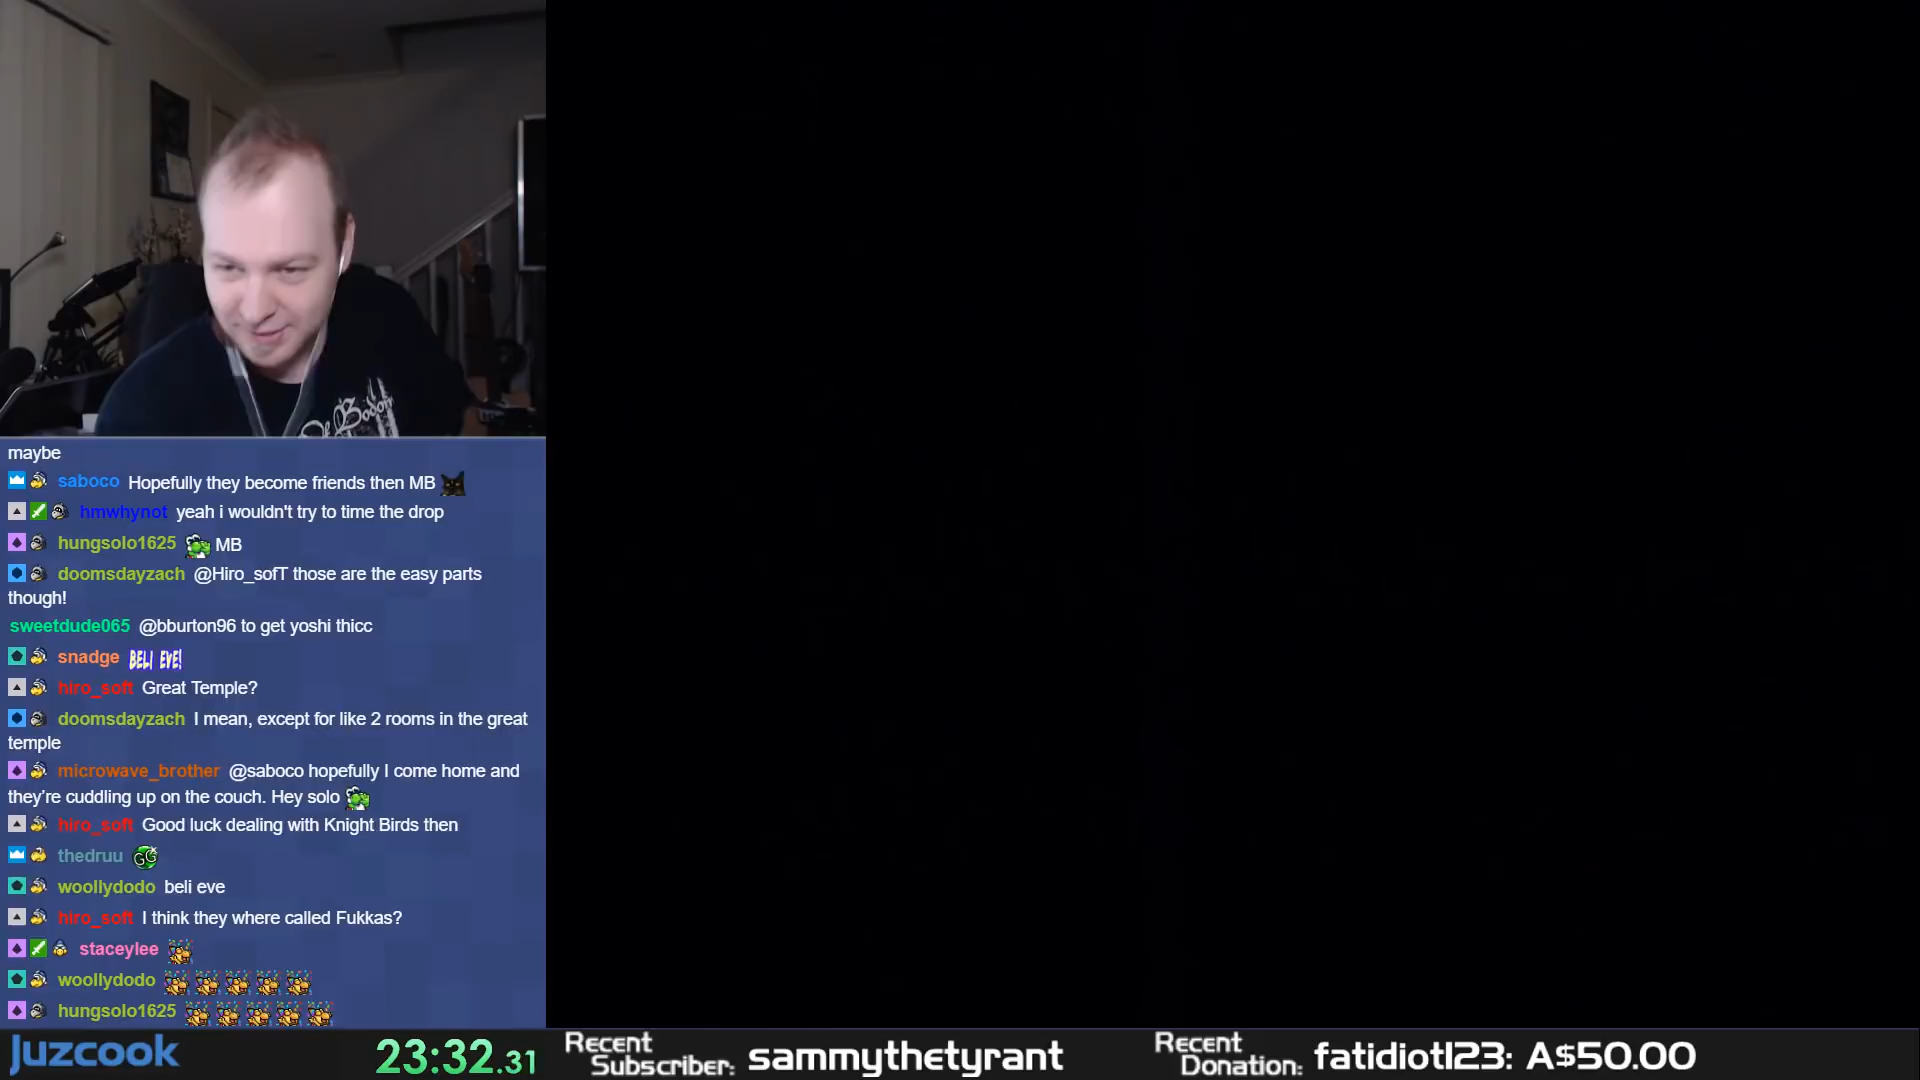 Of Bodom
maybe
saboco Hopefully they become friends then MB
hmwhynot yeah i wouldn't try to time the drop
hungsolo1625 MB
doomsdayzach @Hiro_sofT those are the easy parts
though!
sweetdude065 @bburton96 to get yoshi thicc
snadge BELI EVE!
hiro_soft Great Temple?
doomsdayzach I mean, except for like 2 rooms in the great
temple
microwave_brother @saboco hopefully I come home and
they're cuddling up on the couch. Hey solo
hiro_soft Good luck dealing with Knight Birds then
thedruu GG
woollydodo beli eve
hiro_soft I think they where called Fukkas?
staceylee
woollydodo
hungsolo1625
Juzcook 23:32.31 Recent Subscriber: sammythetyrant Recent Donation: fatidiot123: A$50.00